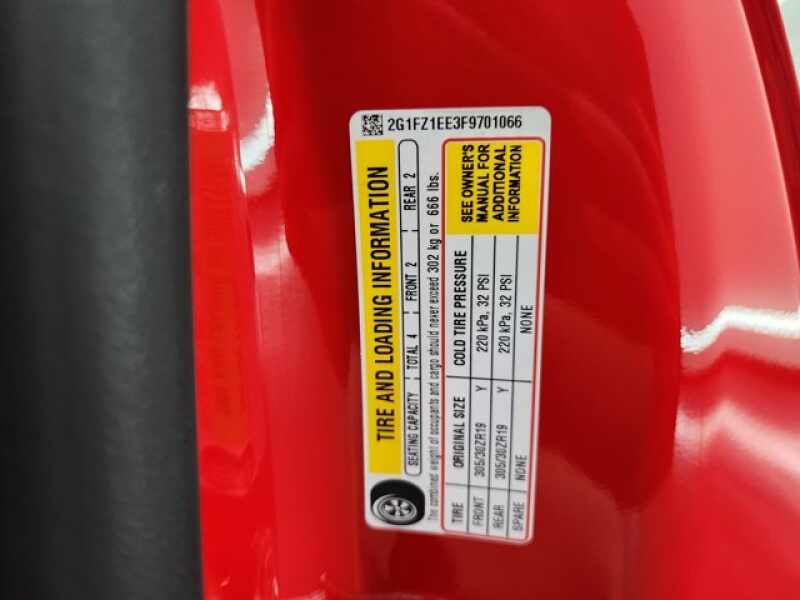 2G1FZ1EE3F9701066
TIRE AND LOADING INFORMATION
SEATING CAPACITY TOTAL 4 FRONT 2 REAR 2
The combined weight of occupants and cargo should never exceed 302 kg or 666 lbs.
TIRE ORIGINAL SIZE COLD TIRE PRESSURE
FRONT 305/30ZR19 Y 220 kPa, 32 PSI
REAR 305/30ZR19 Y 220 kPa, 32 PSI
SPARE NONE NONE
SEE OWNER'S
MANUAL FOR
ADDITIONAL
INFORMATION